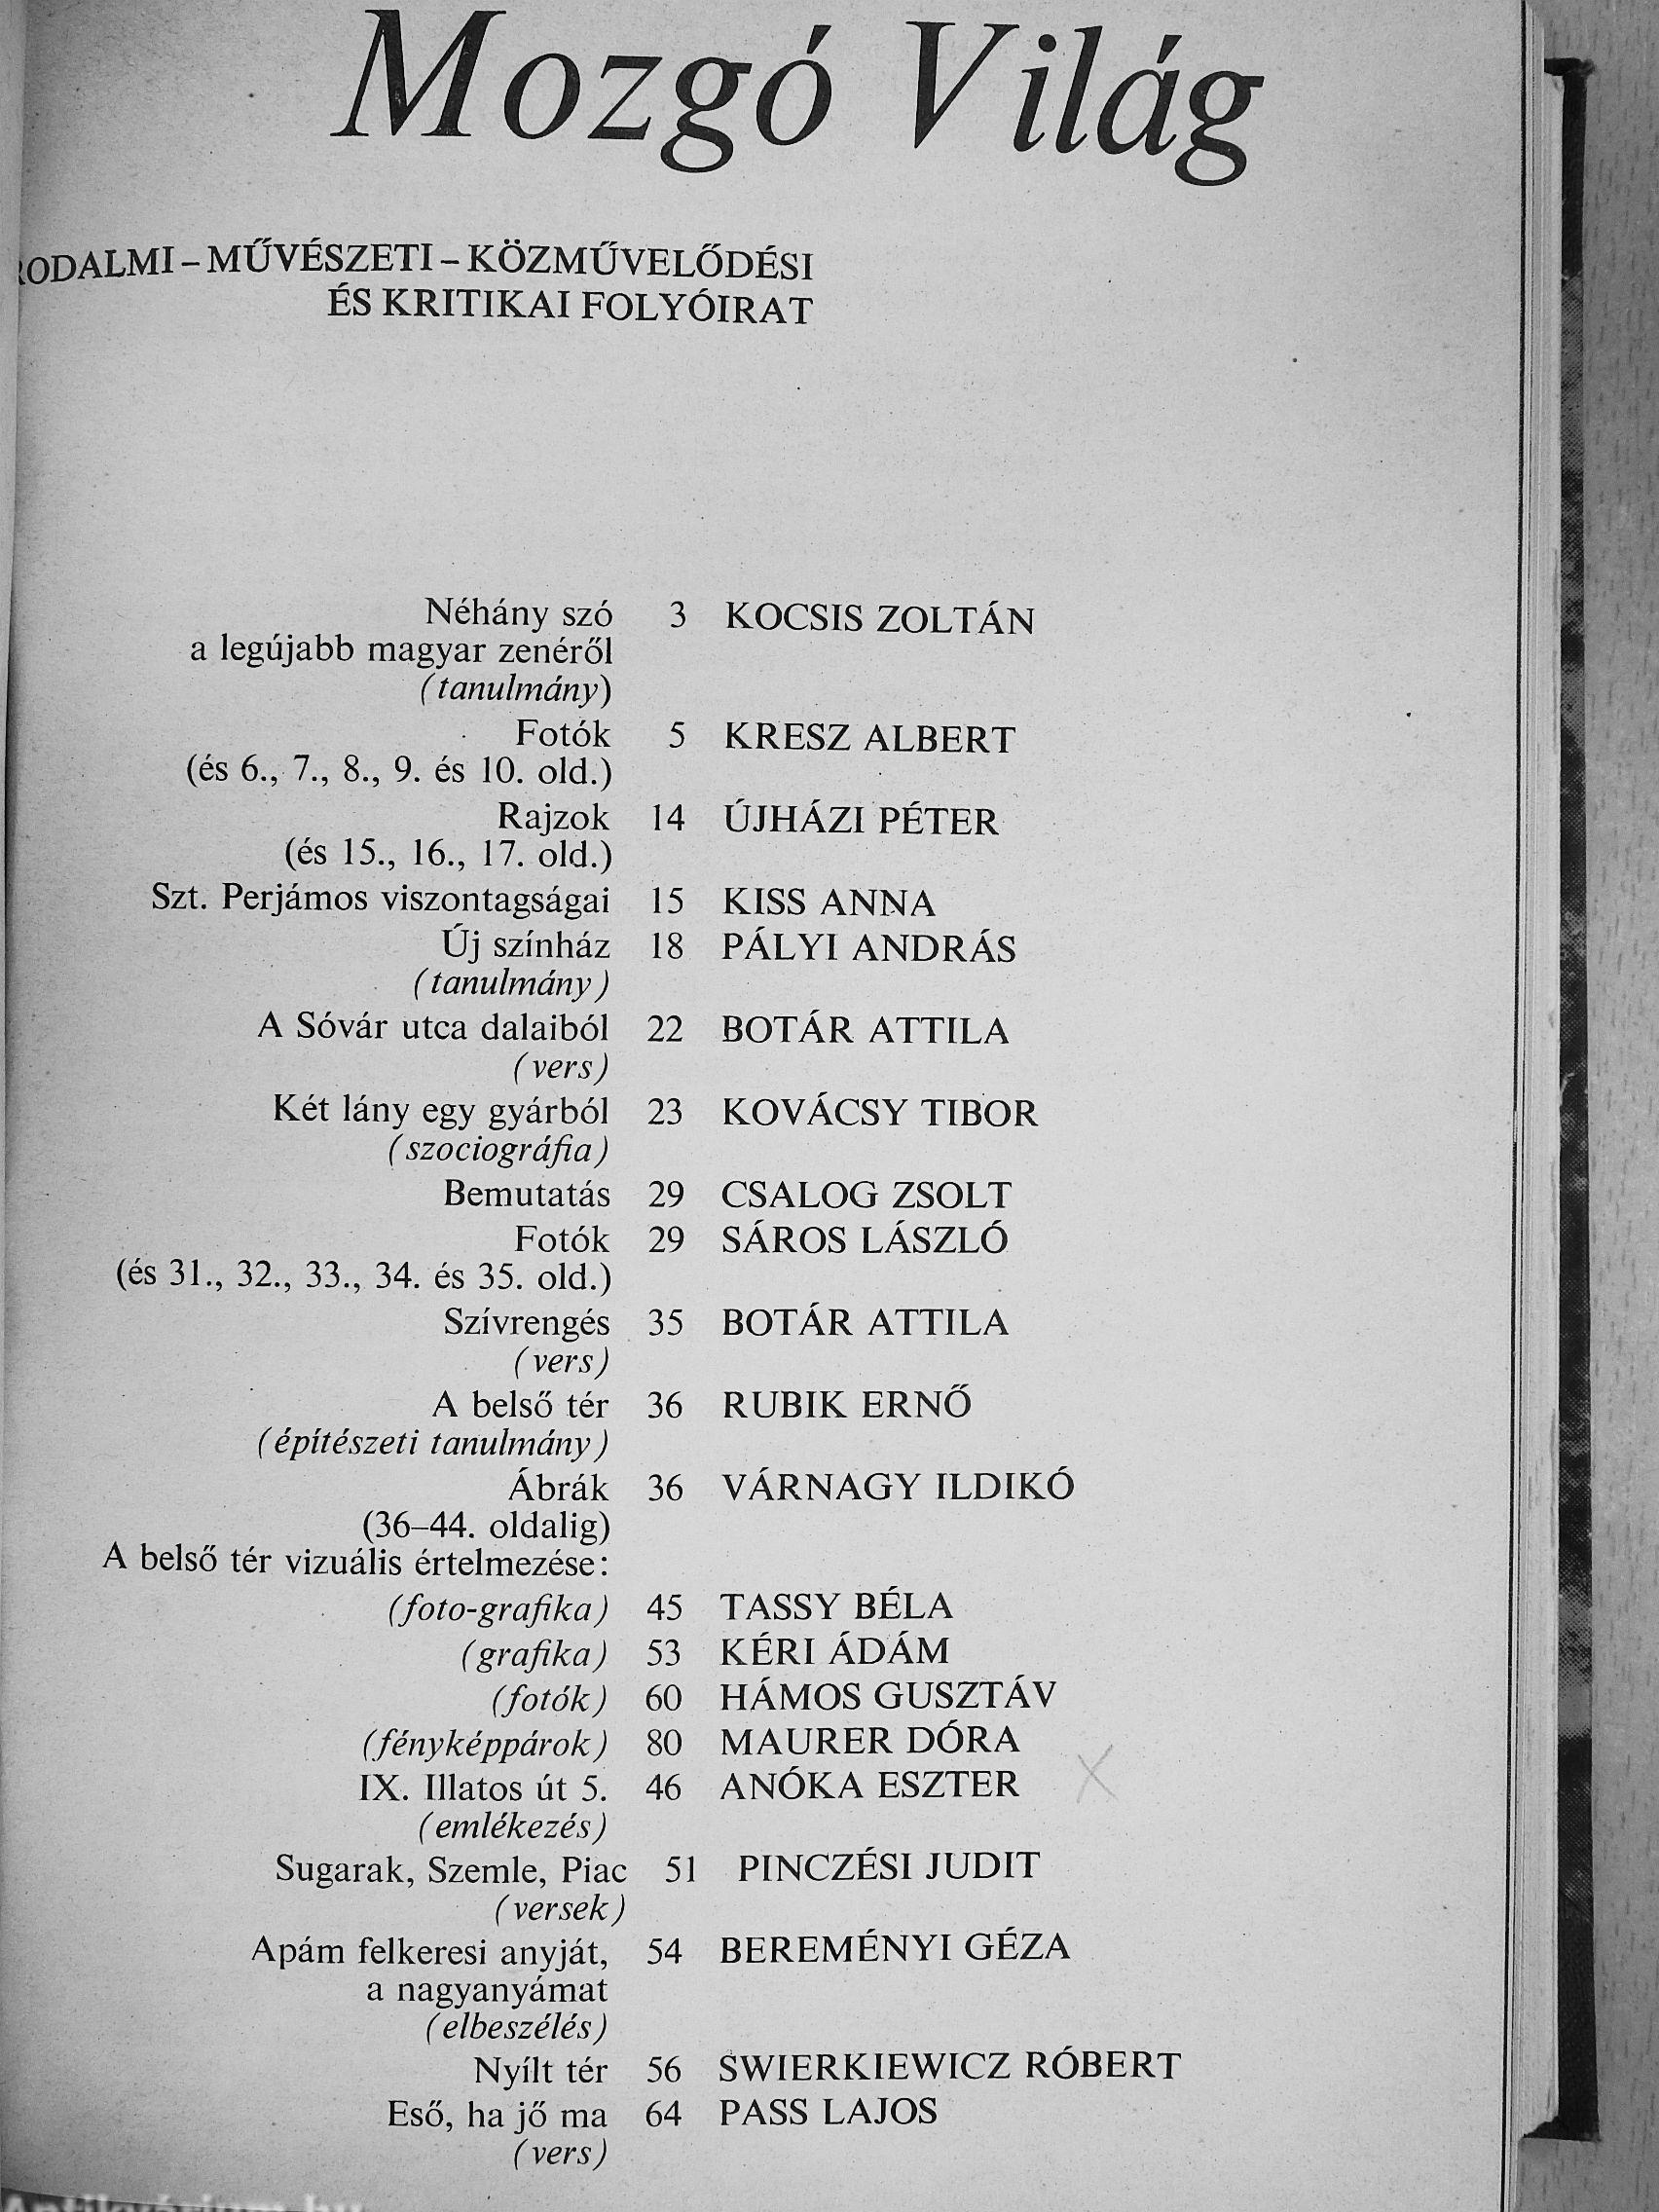 Mozgó Világ
RODALMI – MŰVÉSZETI – KÖZMŰVELŐDÉSI
ÉS KRITIKAI FOLYÓIRAT
Néhány szó 3 KOCSIS ZOLTÁN
a legújabb magyar zenéről
(tanulmány)
Fotók 5 KRESZ ALBERT
(és 6., 7., 8., 9. és 10. old.)
Rajzok 14 ÚJHÁZI PÉTER
(és 15., 16., 17. old.)
Szt. Perjámos viszontagságai 15 KISS ANNA
Új színház 18 PÁLYI ANDRÁS
(tanulmány)
A Sóvár utca dalaiból 22 BOTÁR ATTILA
(vers)
Két lány egy gyárból 23 KOVÁCSY TIBOR
(szociográfia)
Bemutatás 29 CSALOG ZSOLT
Fotók 29 SÁROS LÁSZLÓ
(és 31., 32., 33., 34. és 35. old.)
Szívrengés 35 BOTÁR ATTILA
(vers)
A belső tér 36 RUBIK ERNŐ
(építészeti tanulmány)
Ábrák 36 VÁRNAGY ILDIKÓ
(36–44. oldalig)
A belső tér vizuális értelmezése:
(foto-grafika) 45 TASSY BÉLA
(grafika) 53 KÉRI ÁDÁM
(fotók) 60 HÁMOS GUSZTÁV
(fényképpárok) 80 MAURER DÓRA
IX. Illatos út 5. 46 ANÓKA ESZTER
(emlékezés)
Sugarak, Szemle, Piac 51 PINCZÉSI JUDIT
(versek)
Apám felkeresi anyját, 54 BEREMÉNYI GÉZA
a nagyanyámat
(elbeszélés)
Nyílt tér 56 SWIERKIEWICZ RÓBERT
Eső, ha jő ma 64 PASS LAJOS
(vers)